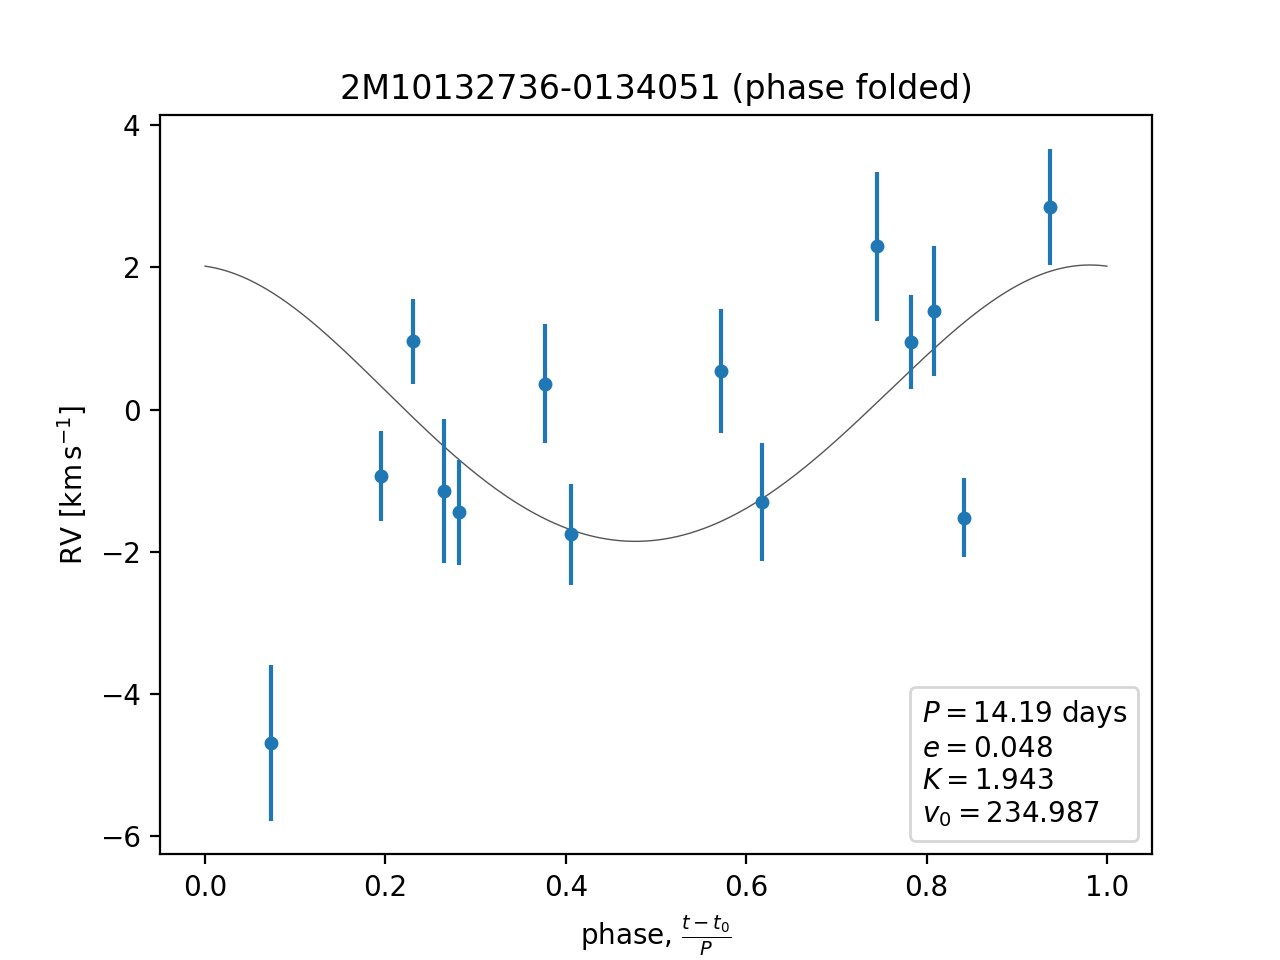 2M10132736-0134051 (phase folded)
RV [km s⁻¹]
4
2
0
−2
−4
−6
P = 14.19 days
e = 0.048
K = 1.943
v₀ = 234.987
0.0 0.2 0.4 0.6 0.8 1.0
phase, (t − t₀)/P